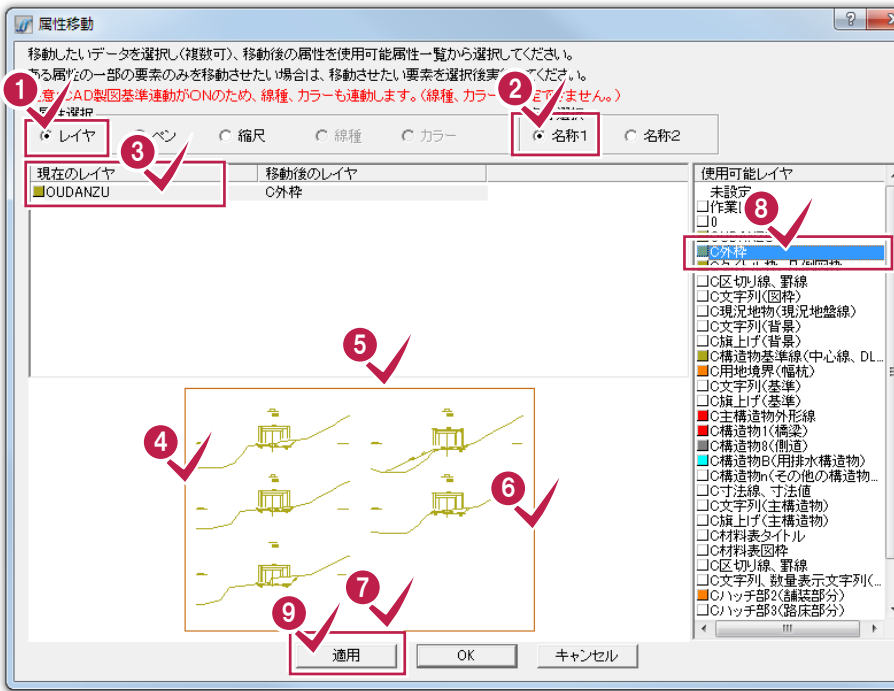 属性移動
移動したいデータを選択し(複数可)、移動後の属性を使用可能属性一覧から選択してください。
ある属性の一部の要素のみを移動させたい場合は、移動させたい要素を選択後実 してください。
CAD製図基準連動がONのため、線種、カラーも連動します。(線種、カラー きません。)
1
2
属性選択
レイヤ
ペン
縮尺
線種
カラー
名称1
名称2
3
現在のレイヤ
移動後のレイヤ
OUDANZU
C外枠
使用可能レイヤ
未設定
作業
0
8
C外枠
C区切り線、罫線
C文字列(図枠)
C現況地物(現況地盤線)
C文字列(背景)
C旗上げ(背景)
C構造物基準線(中心線、DL...
C用地境界(幅杭)
C文字列(基準)
C旗上げ(基準)
C主構造物外形線
C構造物1(橋梁)
C構造物8(側道)
C構造物B(用排水構造物)
C構造物n(その他の構造物...
C寸法線、寸法値
C文字列(主構造物)
C旗上げ(主構造物)
C材料表タイトル
C材料表図枠
C区切り線、罫線
C文字列、数量表示文字列(...
Cハッチ部2(舗装部分)
Cハッチ部3(路床部分)
5
4
6
7
9
適用
OK
キャンセル